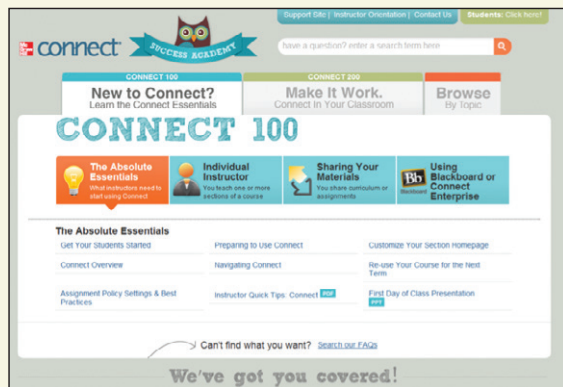 Support Site | Instructor Orientation | Contact Us
Students: Click here!
connect
SUCCESS ACADEMY
have a question? enter a search term here
CONNECT 100
New to Connect?
Learn the Connect Essentials
CONNECT 200
Make It Work.
Connect In Your Classroom
Browse
By Topic
CONNECT 100
The Absolute
Essentials
What instructors need to
start using Connect
Individual
Instructor
You teach one or more
sections of a course
Sharing Your
Materials
You share curriculum or
assignments
Bb
Blackboard
Using
Blackboard or
Connect
Enterprise
The Absolute Essentials
Get Your Students Started
Preparing to Use Connect
Customize Your Section Homepage
Connect Overview
Navigating Connect
Re-use Your Course for the Next
Term
Assignment Policy Settings & Best
Practices
Instructor Quick Tips: Connect PDF
First Day of Class Presentation
PPT
Can't find what you want? Search our FAQs
We've got you covered!